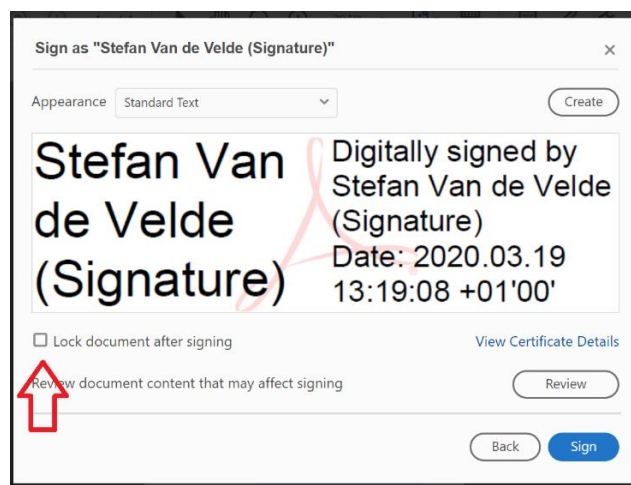 Sign as "Stefan Van de Velde (Signature)"
Appearance Standard Text Create
Stefan Van
de Velde
(Signature)
Digitally signed by
Stefan Van de Velde
(Signature)
Date: 2020.03.19
13:19:08 +01'00'
Lock document after signing View Certificate Details
Review document content that may affect signing Review
Back Sign